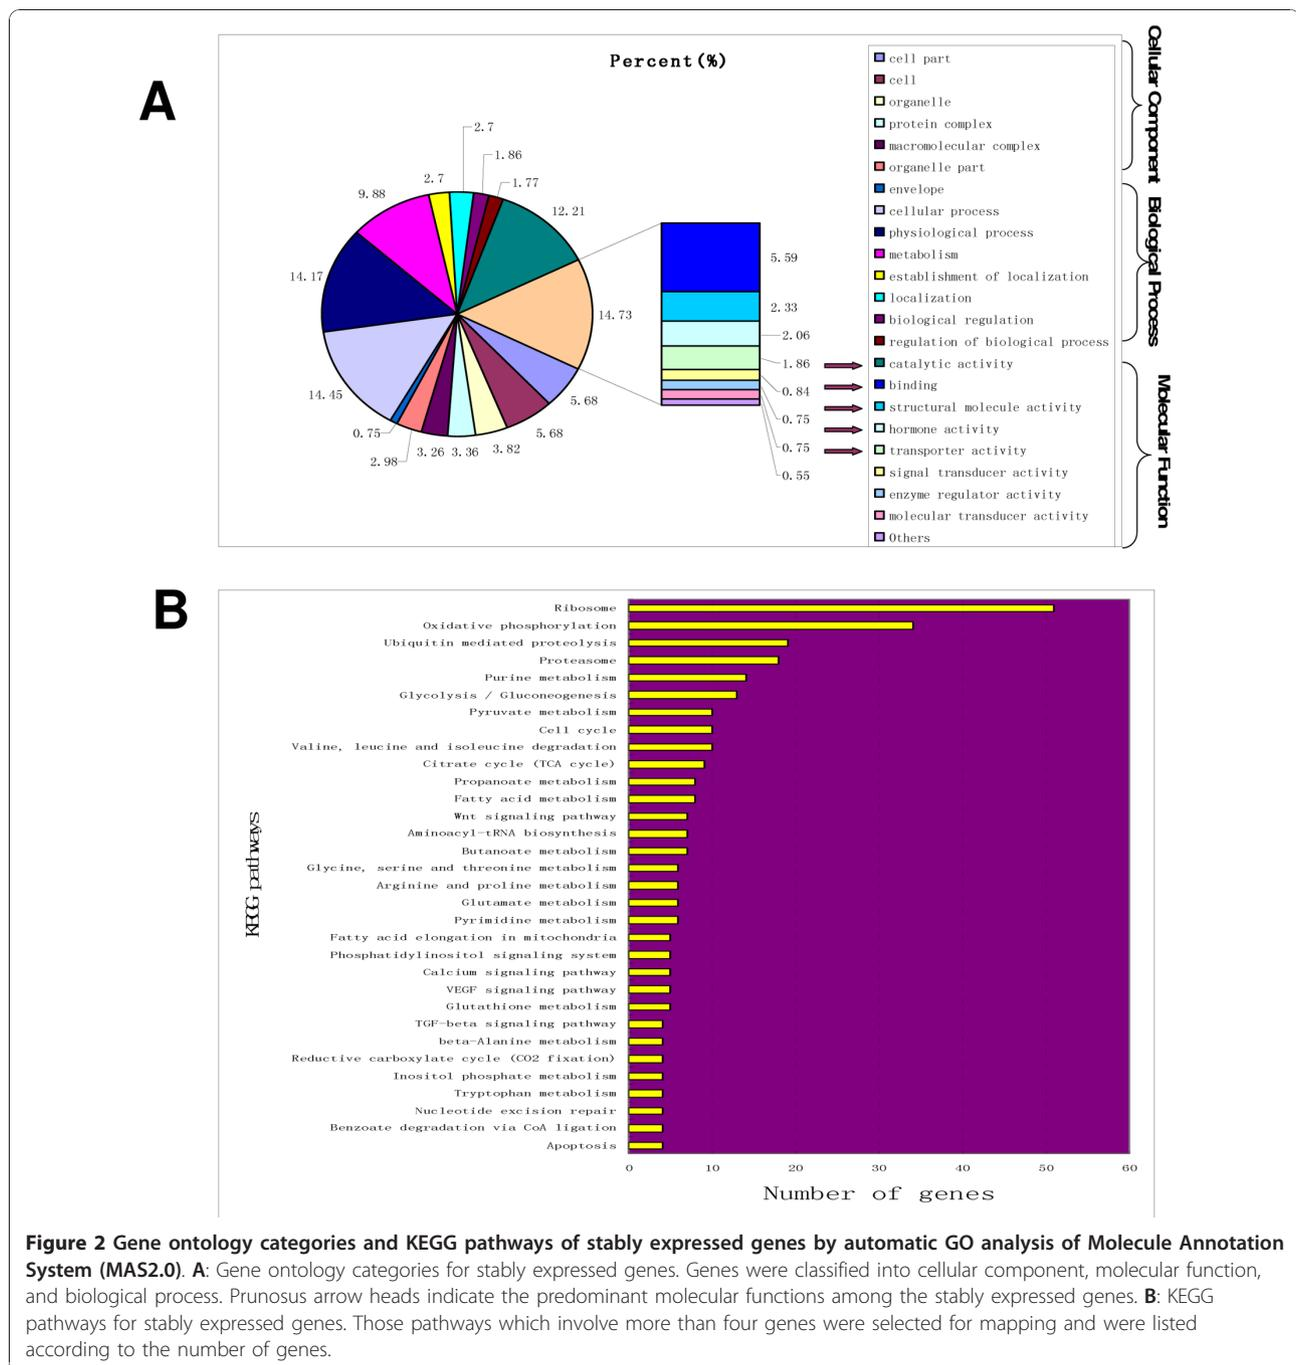 A
Percent(%)
2.7
1.86
1.77
12.21
14.73
5.68
5.68
3.82
3.36
3.26
2.98
0.75
14.45
14.17
9.88
2.7
5.59
2.33
2.06
1.86
0.84
0.75
0.75
0.55
cell part
cell
organelle
protein complex
macromolecular complex
organelle part
envelope
cellular process
physiological process
metabolism
establishment of localization
localization
biological regulation
regulation of biological process
catalytic activity
binding
structural molecule activity
hormone activity
transporter activity
signal transducer activity
enzyme regulator activity
molecular transducer activity
Others
Cellular Component
Biological Process
Molecular Function
B
KEGG pathways
Ribosome
Oxidative phosphorylation
Ubiquitin mediated proteolysis
Proteasome
Purine metabolism
Glycolysis / Gluconeogenesis
Pyruvate metabolism
Cell cycle
Valine, leucine and isoleucine degradation
Citrate cycle (TCA cycle)
Propanoate metabolism
Fatty acid metabolism
Wnt signaling pathway
Aminoacyl-tRNA biosynthesis
Butanoate metabolism
Glycine, serine and threonine metabolism
Arginine and proline metabolism
Glutamate metabolism
Pyrimidine metabolism
Fatty acid elongation in mitochondria
Phosphatidylinositol signaling system
Calcium signaling pathway
VEGF signaling pathway
Glutathione metabolism
TGF-beta signaling pathway
beta-Alanine metabolism
Reductive carboxylate cycle (CO2 fixation)
Inositol phosphate metabolism
Tryptophan metabolism
Nucleotide excision repair
Benzoate degradation via CoA ligation
Apoptosis
0 10 20 30 40 50 60
Number of genes
Figure 2 Gene ontology categories and KEGG pathways of stably expressed genes by automatic GO analysis of Molecule Annotation
System (MAS2.0). A: Gene ontology categories for stably expressed genes. Genes were classified into cellular component, molecular function,
and biological process. Prunosus arrow heads indicate the predominant molecular functions among the stably expressed genes. B: KEGG
pathways for stably expressed genes. Those pathways which involve more than four genes were selected for mapping and were listed
according to the number of genes.